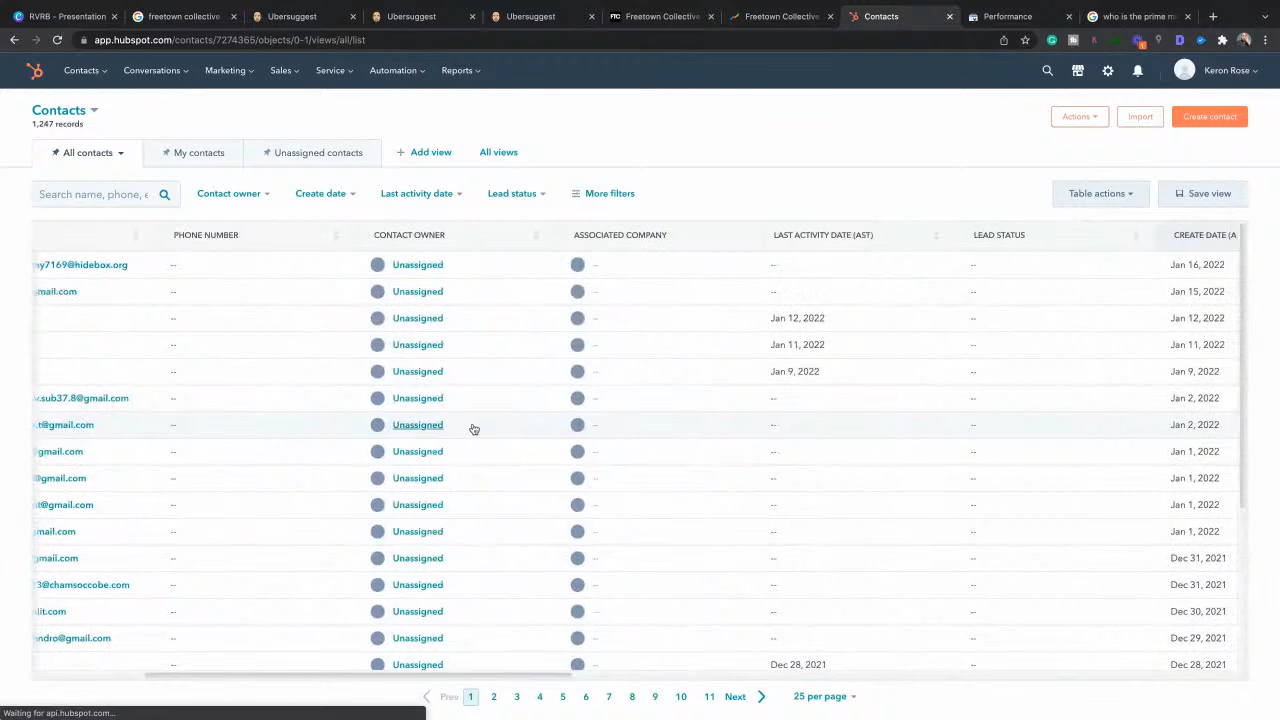 RVRB - Presentation
freetown collective
Ubersuggest
Ubersuggest
Ubersuggest
Freetown Collective
Freetown Collective
Contacts
Performance
who is the prime mi
app.hubspot.com/contacts/7274365/objects/0-1/views/all/list
Contacts
Conversations
Marketing
Sales
Service
Automation
Reports
Keron Rose
Contacts
1,247 records
Actions
Import
Create contact
All contacts
My contacts
Unassigned contacts
+ Add view
All views
Search name, phone, e
Contact owner
Create date
Last activity date
Lead status
More filters
Table actions
Save view
PHONE NUMBER CONTACT OWNER ASSOCIATED COMPANY LAST ACTIVITY DATE (AST) LEAD STATUS CREATE DATE (A
my7169@hidebox.org -- Unassigned -- -- -- Jan 16, 2022
gmail.com -- Unassigned -- -- -- Jan 15, 2022
-- Unassigned -- Jan 12, 2022 -- Jan 12, 2022
-- Unassigned -- Jan 11, 2022 -- Jan 11, 2022
-- Unassigned -- Jan 9, 2022 -- Jan 9, 2022
v.sub37.8@gmail.com -- Unassigned -- -- -- Jan 2, 2022
.t@gmail.com -- Unassigned -- -- -- Jan 2, 2022
@gmail.com -- Unassigned -- -- -- Jan 1, 2022
@gmail.com -- Unassigned -- -- -- Jan 1, 2022
nt@gmail.com -- Unassigned -- -- -- Jan 1, 2022
gmail.com -- Unassigned -- -- -- Jan 1, 2022
gmail.com -- Unassigned -- -- -- Dec 31, 2021
3@chamsoccobe.com -- Unassigned -- -- -- Dec 31, 2021
lit.com -- Unassigned -- -- -- Dec 30, 2021
andro@gmail.com -- Unassigned -- -- -- Dec 29, 2021
-- Unassigned -- Dec 28, 2021 -- Dec 28, 2021
Prev 1 2 3 4 5 6 7 8 9 10 11 Next
25 per page
Waiting for api.hubspot.com...